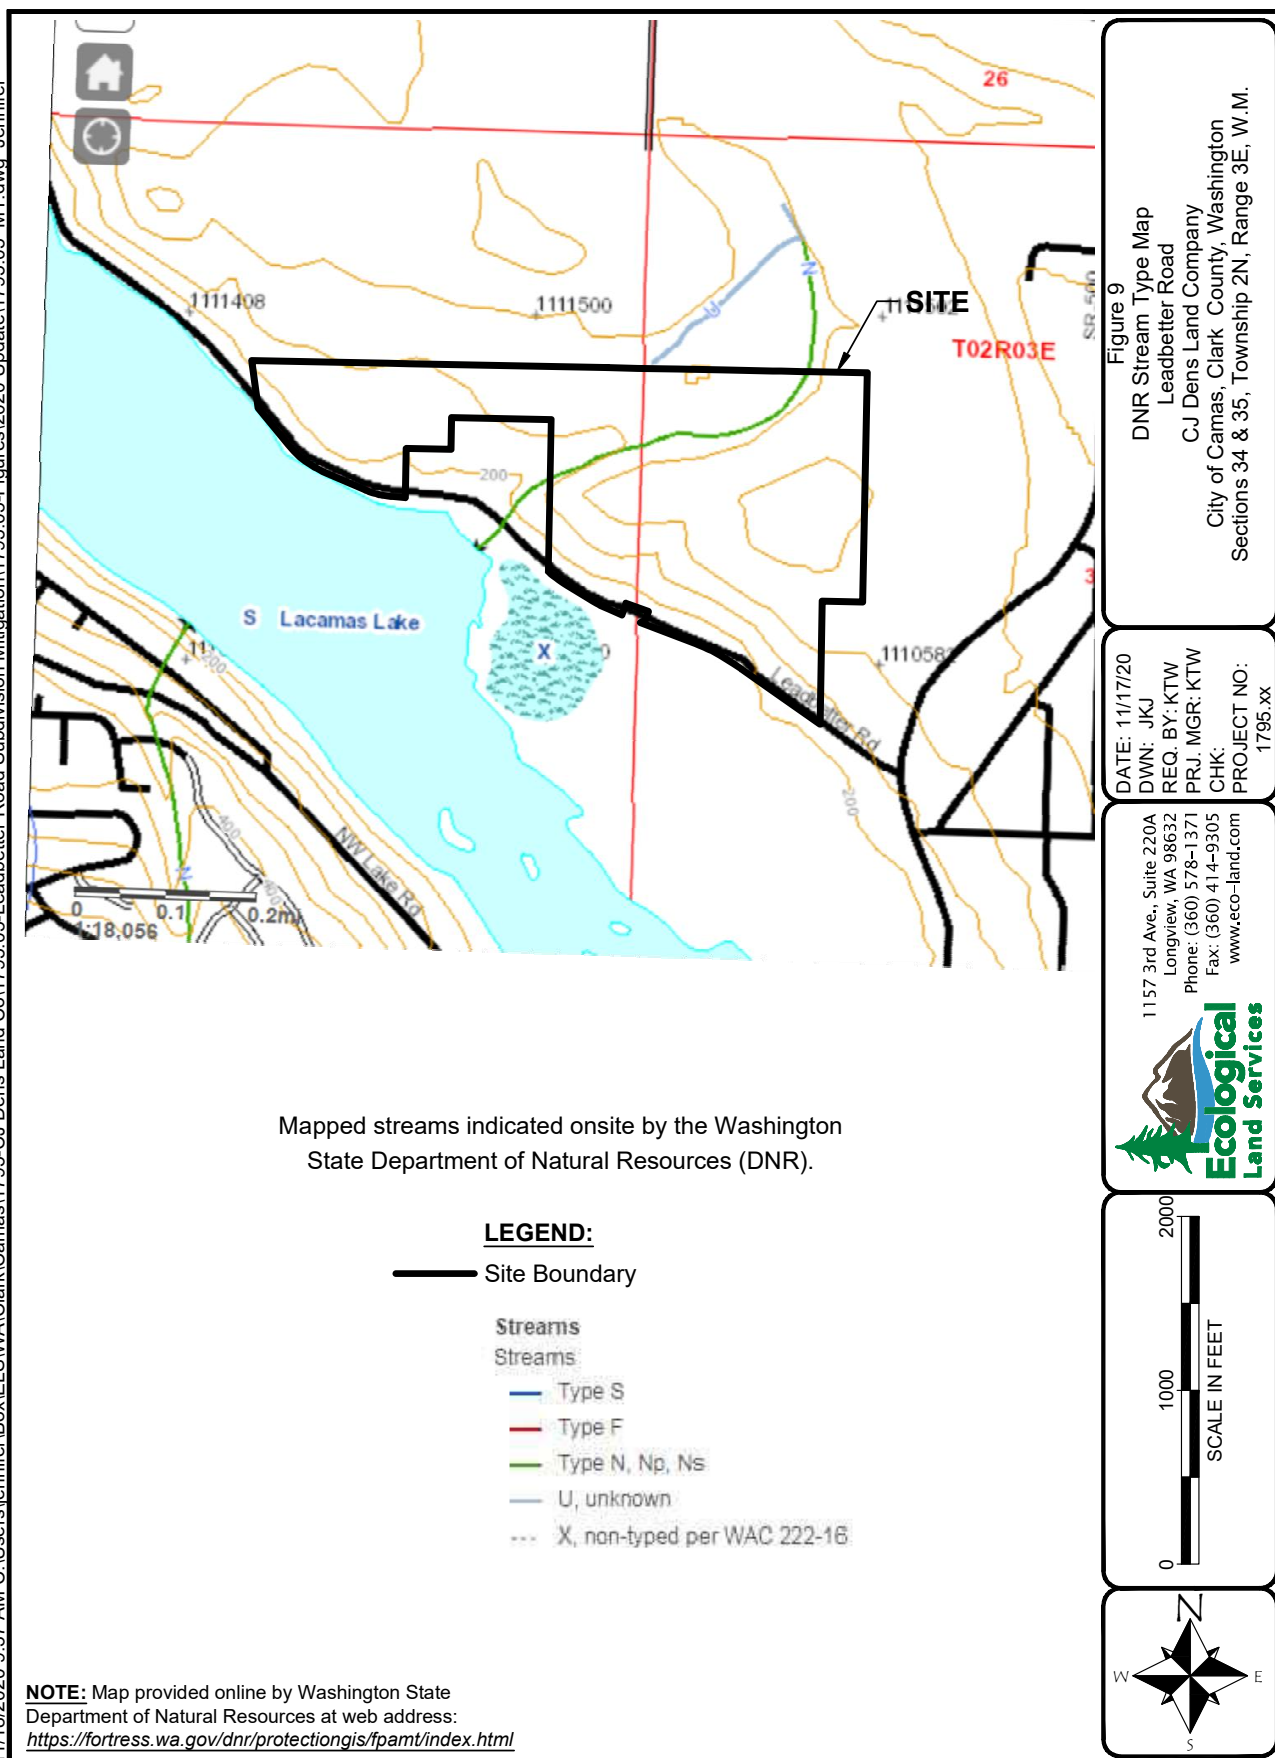 26
1111408
1111500
SITE
T02R03E
SR 500
N
U
200
S Lacamas Lake
X
1110582
Leadbetter Rd
200
200
NW Lake Rd
400
400
N
0 0.1 0.2mi
1:18,056
Mapped streams indicated onsite by the Washington
State Department of Natural Resources (DNR).
LEGEND:
Site Boundary
Streams
Streams
Type S
Type F
Type N, Np, Ns
U, unknown
X, non-typed per WAC 222-16
NOTE: Map provided online by Washington State
Department of Natural Resources at web address:
https://fortress.wa.gov/dnr/protectiongis/fpamt/index.html
Figure 9
DNR Stream Type Map
Leadbetter Road
CJ Dens Land Company
City of Camas, Clark County, Washington
Sections 34 & 35, Township 2N, Range 3E, W.M.
DATE: 11/17/20
DWN: JKJ
REQ. BY: KTW
PRJ. MGR: KTW
CHK:
PROJECT NO:
1795.xx
1157 3rd Ave., Suite 220A
Longview, WA 98632
Phone: (360) 578-1371
Fax: (360) 414-9305
www.eco-land.com
Ecological
Land Services
0 1000 2000
SCALE IN FEET
N
W E
S